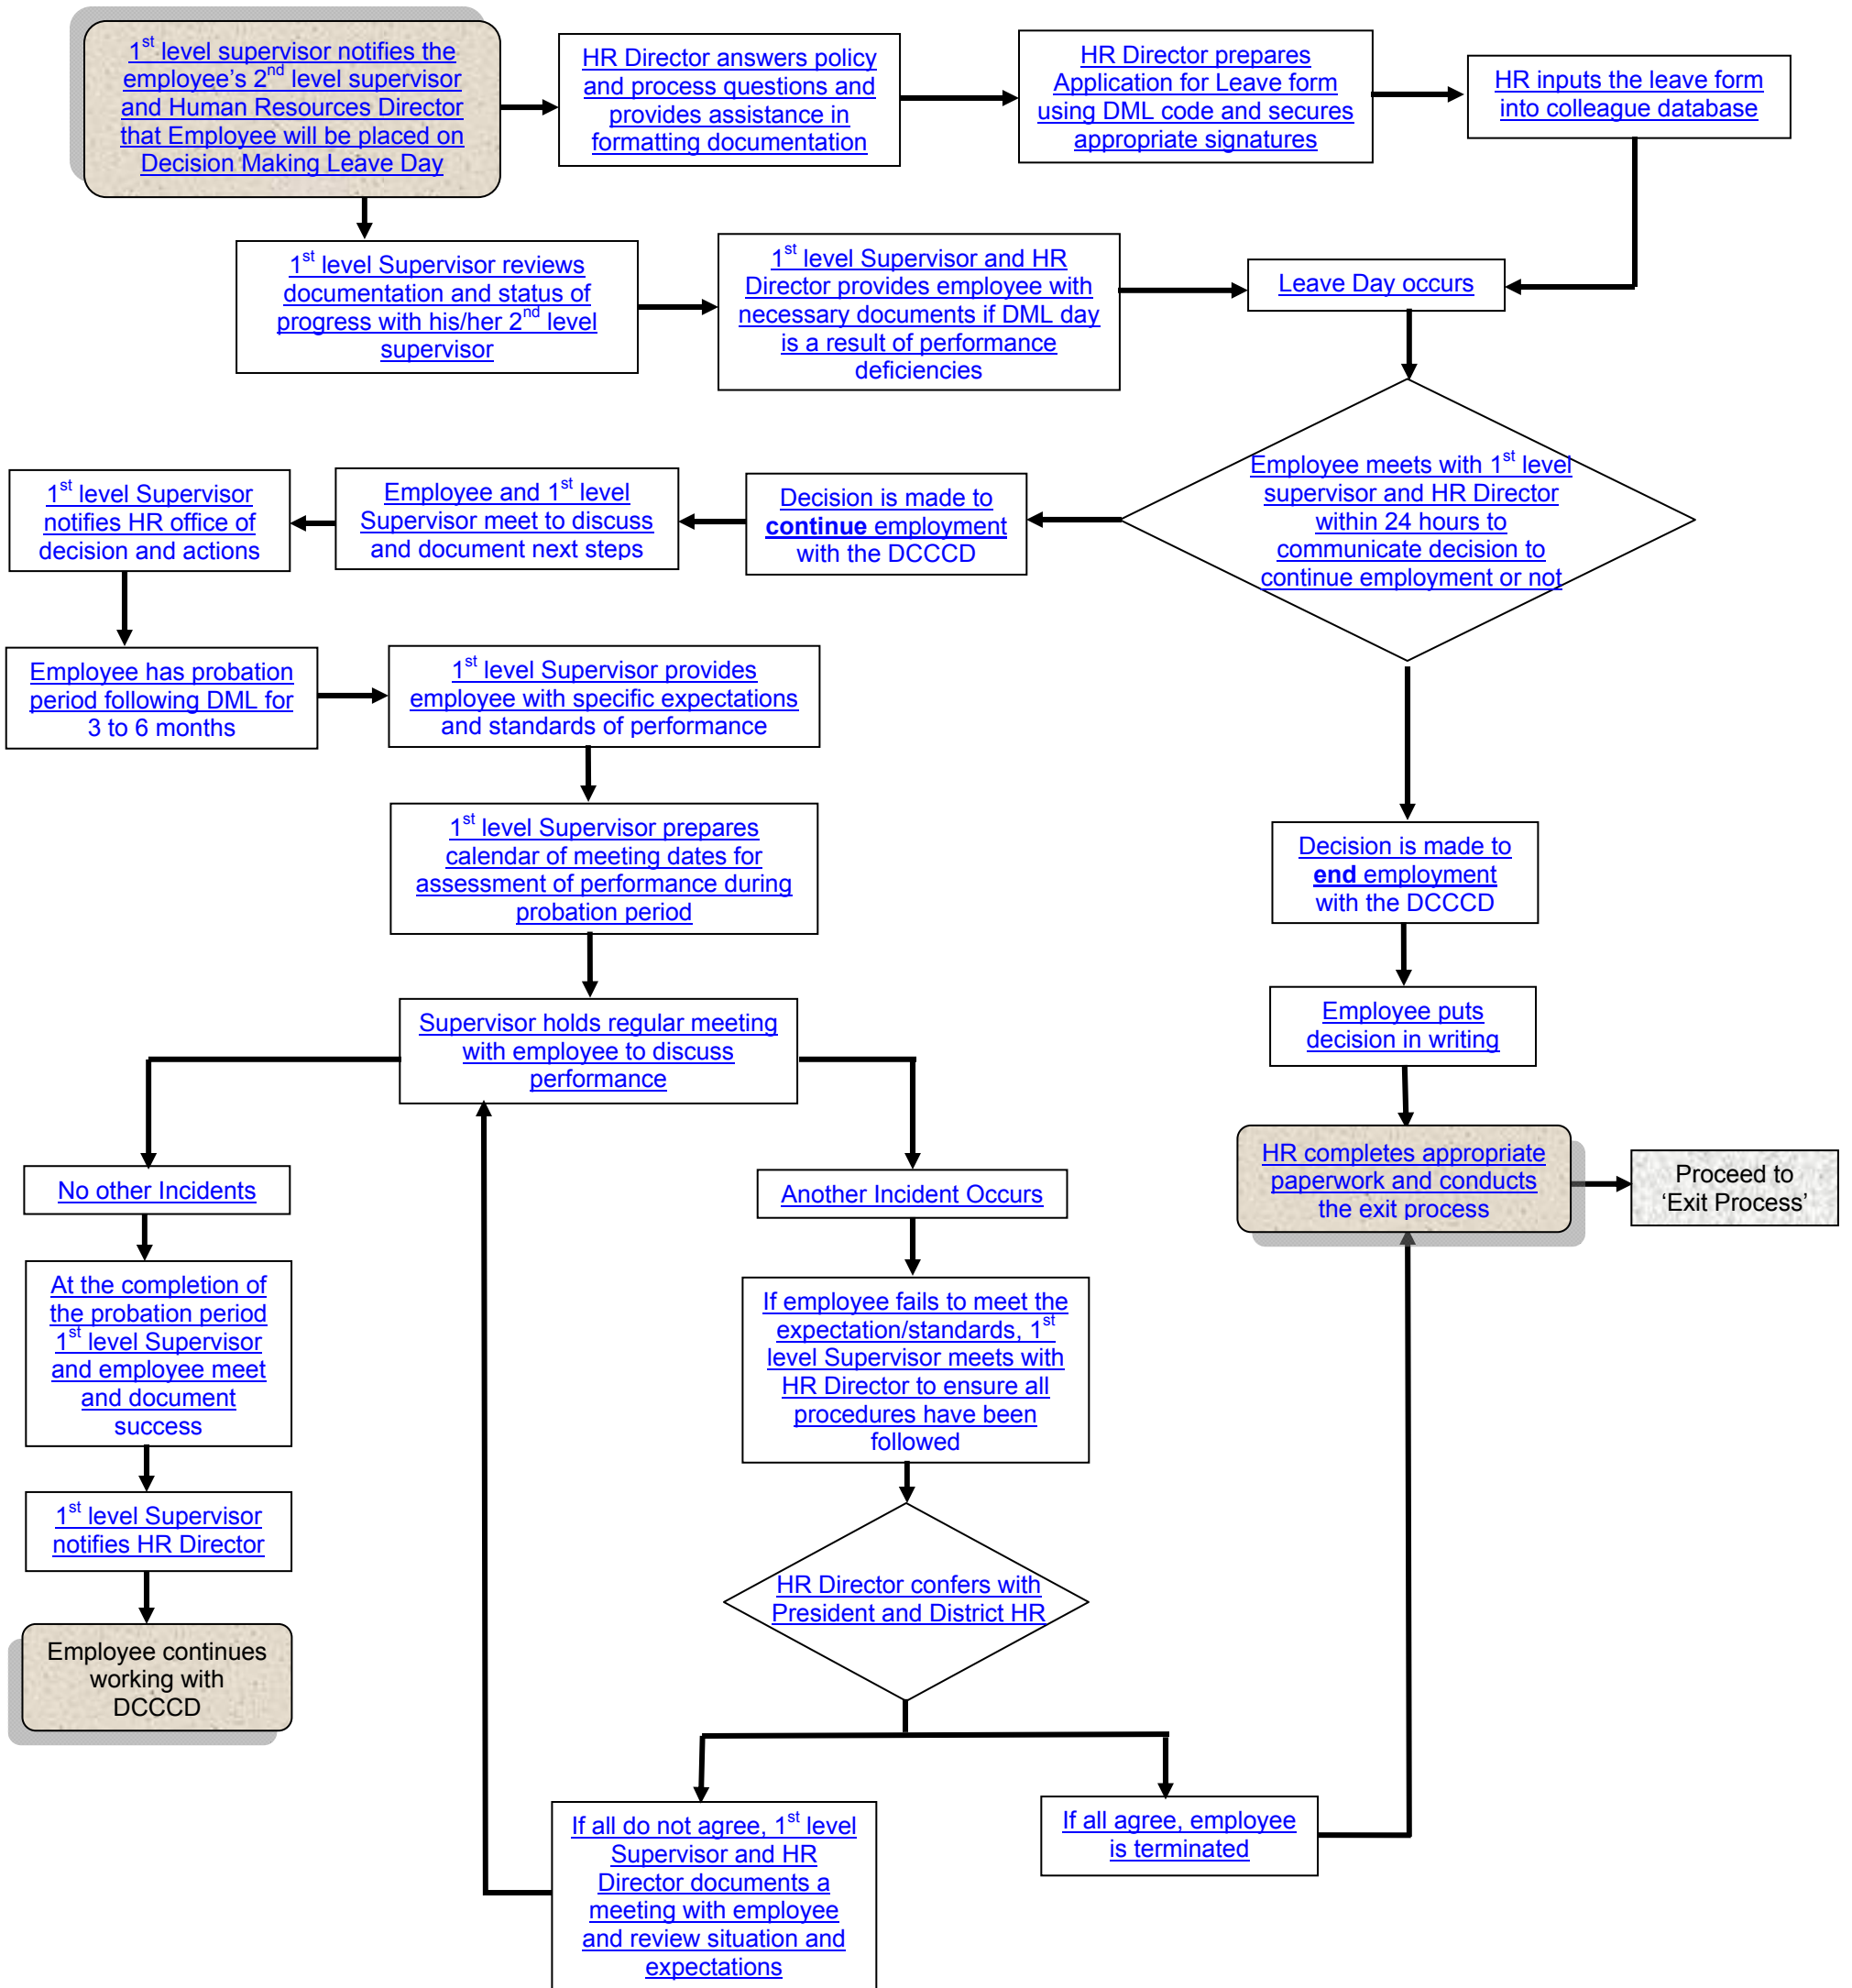 1st level supervisor notifies the
employee’s 2nd level supervisor
and Human Resources Director
that Employee will be placed on
Decision Making Leave Day
HR Director answers policy
and process questions and
provides assistance in
formatting documentation
HR Director prepares
Application for Leave form
using DML code and secures
appropriate signatures
HR inputs the leave form
into colleague database
1st level Supervisor reviews
documentation and status of
progress with his/her 2nd level
supervisor
1st level Supervisor and HR
Director provides employee with
necessary documents if DML day
is a result of performance
deficiencies
Leave Day occurs
Employee meets with 1st level
supervisor and HR Director
within 24 hours to
communicate decision to
continue employment or not
Decision is made to
continue employment
with the DCCCD
Employee and 1st level
Supervisor meet to discuss
and document next steps
1st level Supervisor
notifies HR office of
decision and actions
Employee has probation
period following DML for
3 to 6 months
1st level Supervisor provides
employee with specific expectations
and standards of performance
1st level Supervisor prepares
calendar of meeting dates for
assessment of performance during
probation period
Decision is made to
end employment
with the DCCCD
Employee puts
decision in writing
Supervisor holds regular meeting
with employee to discuss
performance
HR completes appropriate
paperwork and conducts
the exit process
Proceed to
‘Exit Process’
No other Incidents
Another Incident Occurs
At the completion of
the probation period
1st level Supervisor
and employee meet
and document
success
If employee fails to meet the
expectation/standards, 1st
level Supervisor meets with
HR Director to ensure all
procedures have been
followed
1st level Supervisor
notifies HR Director
HR Director confers with
President and District HR
Employee continues
working with
DCCCD
If all do not agree, 1st level
Supervisor and HR
Director documents a
meeting with employee
and review situation and
expectations
If all agree, employee
is terminated